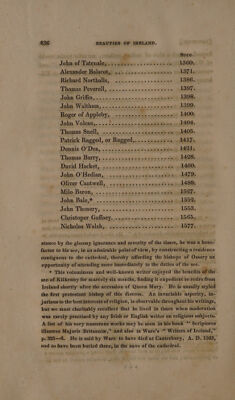 436 BEAUTIES OF IRELAND.
Succ
John of Tatenale, 1360.
Alexander Balscot, 1371.
Richard Northalis, 1386.
Thomas Peverell, 1397.
John Griffin, 1398.
John Waltham, 1399.
Roger of Appleby, 1400.
John Volcan, 1404.
Thomas Snell, 1405.
Patrick Ragged, or Ragged, 1417.
Dennis O'Dea, 1421.
Thomas Barry, 1428.
David Hacket, 1460.
John O'Hedian, 1479.
Oliver Cantwell, 1488.
Milo Baron, 1527.
John Bale,* 1552.
John Thonery, 1553.
Christopher Gaffney, 1565.
Nicholas Walsh, 1577.
stance by the gloomy ignorance and severity of the times, he was a bene-
factor to his see, in an admirable point of view, by constructing a residence
contiguous to the cathedral, thereby affording the bishops of Ossory an
opportunity of attending more immediately to the duties of the see.
* This voluminous and well-known writer enjoyed the benefits of the
see of Kilkenny for scarcely six months, finding it expedient to retire from
Ireland shortly after the accession of Queen Mary. He is usually styled
the first protestant bishop of this diocess. An invariable asperity, in-
jurious to the best interests of religion, is observable throughout his writings,
but we must charitably recollect that he lived in times when moderation
was rarely practised by any Irish or English writer on religious subjects.
A list of his very numerous works may be seen in his book " Scriptores
Illustres Majoris Britanniæ," and also in Ware's " Writers of Ireland,"
p. 325—6. He is said by Ware to have died at Canterbury, A. D. 1563,
and to have been buried there, in the nave of the cathedral.